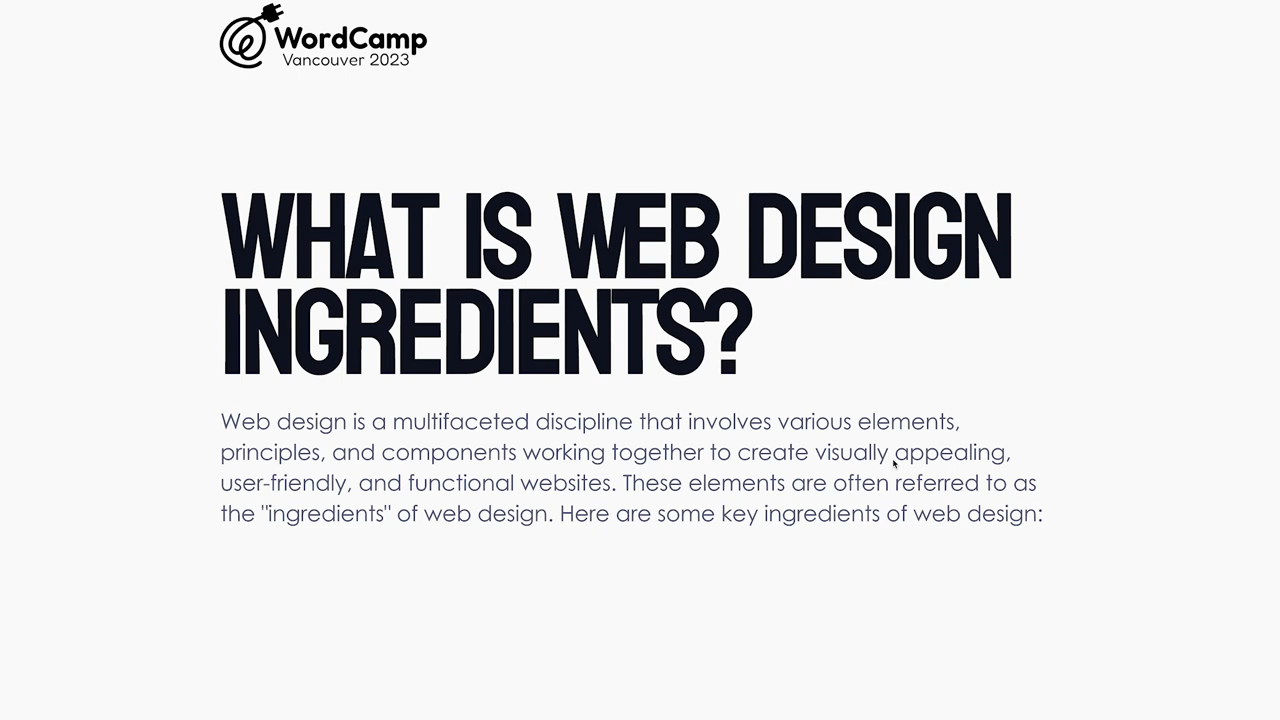 WordCamp
Vancouver 2023
WHAT IS WEB DESIGN
INGREDIENTS?
Web design is a multifaceted discipline that involves various elements,
principles, and components working together to create visually appealing,
user-friendly, and functional websites. These elements are often referred to as
the "ingredients" of web design. Here are some key ingredients of web design: